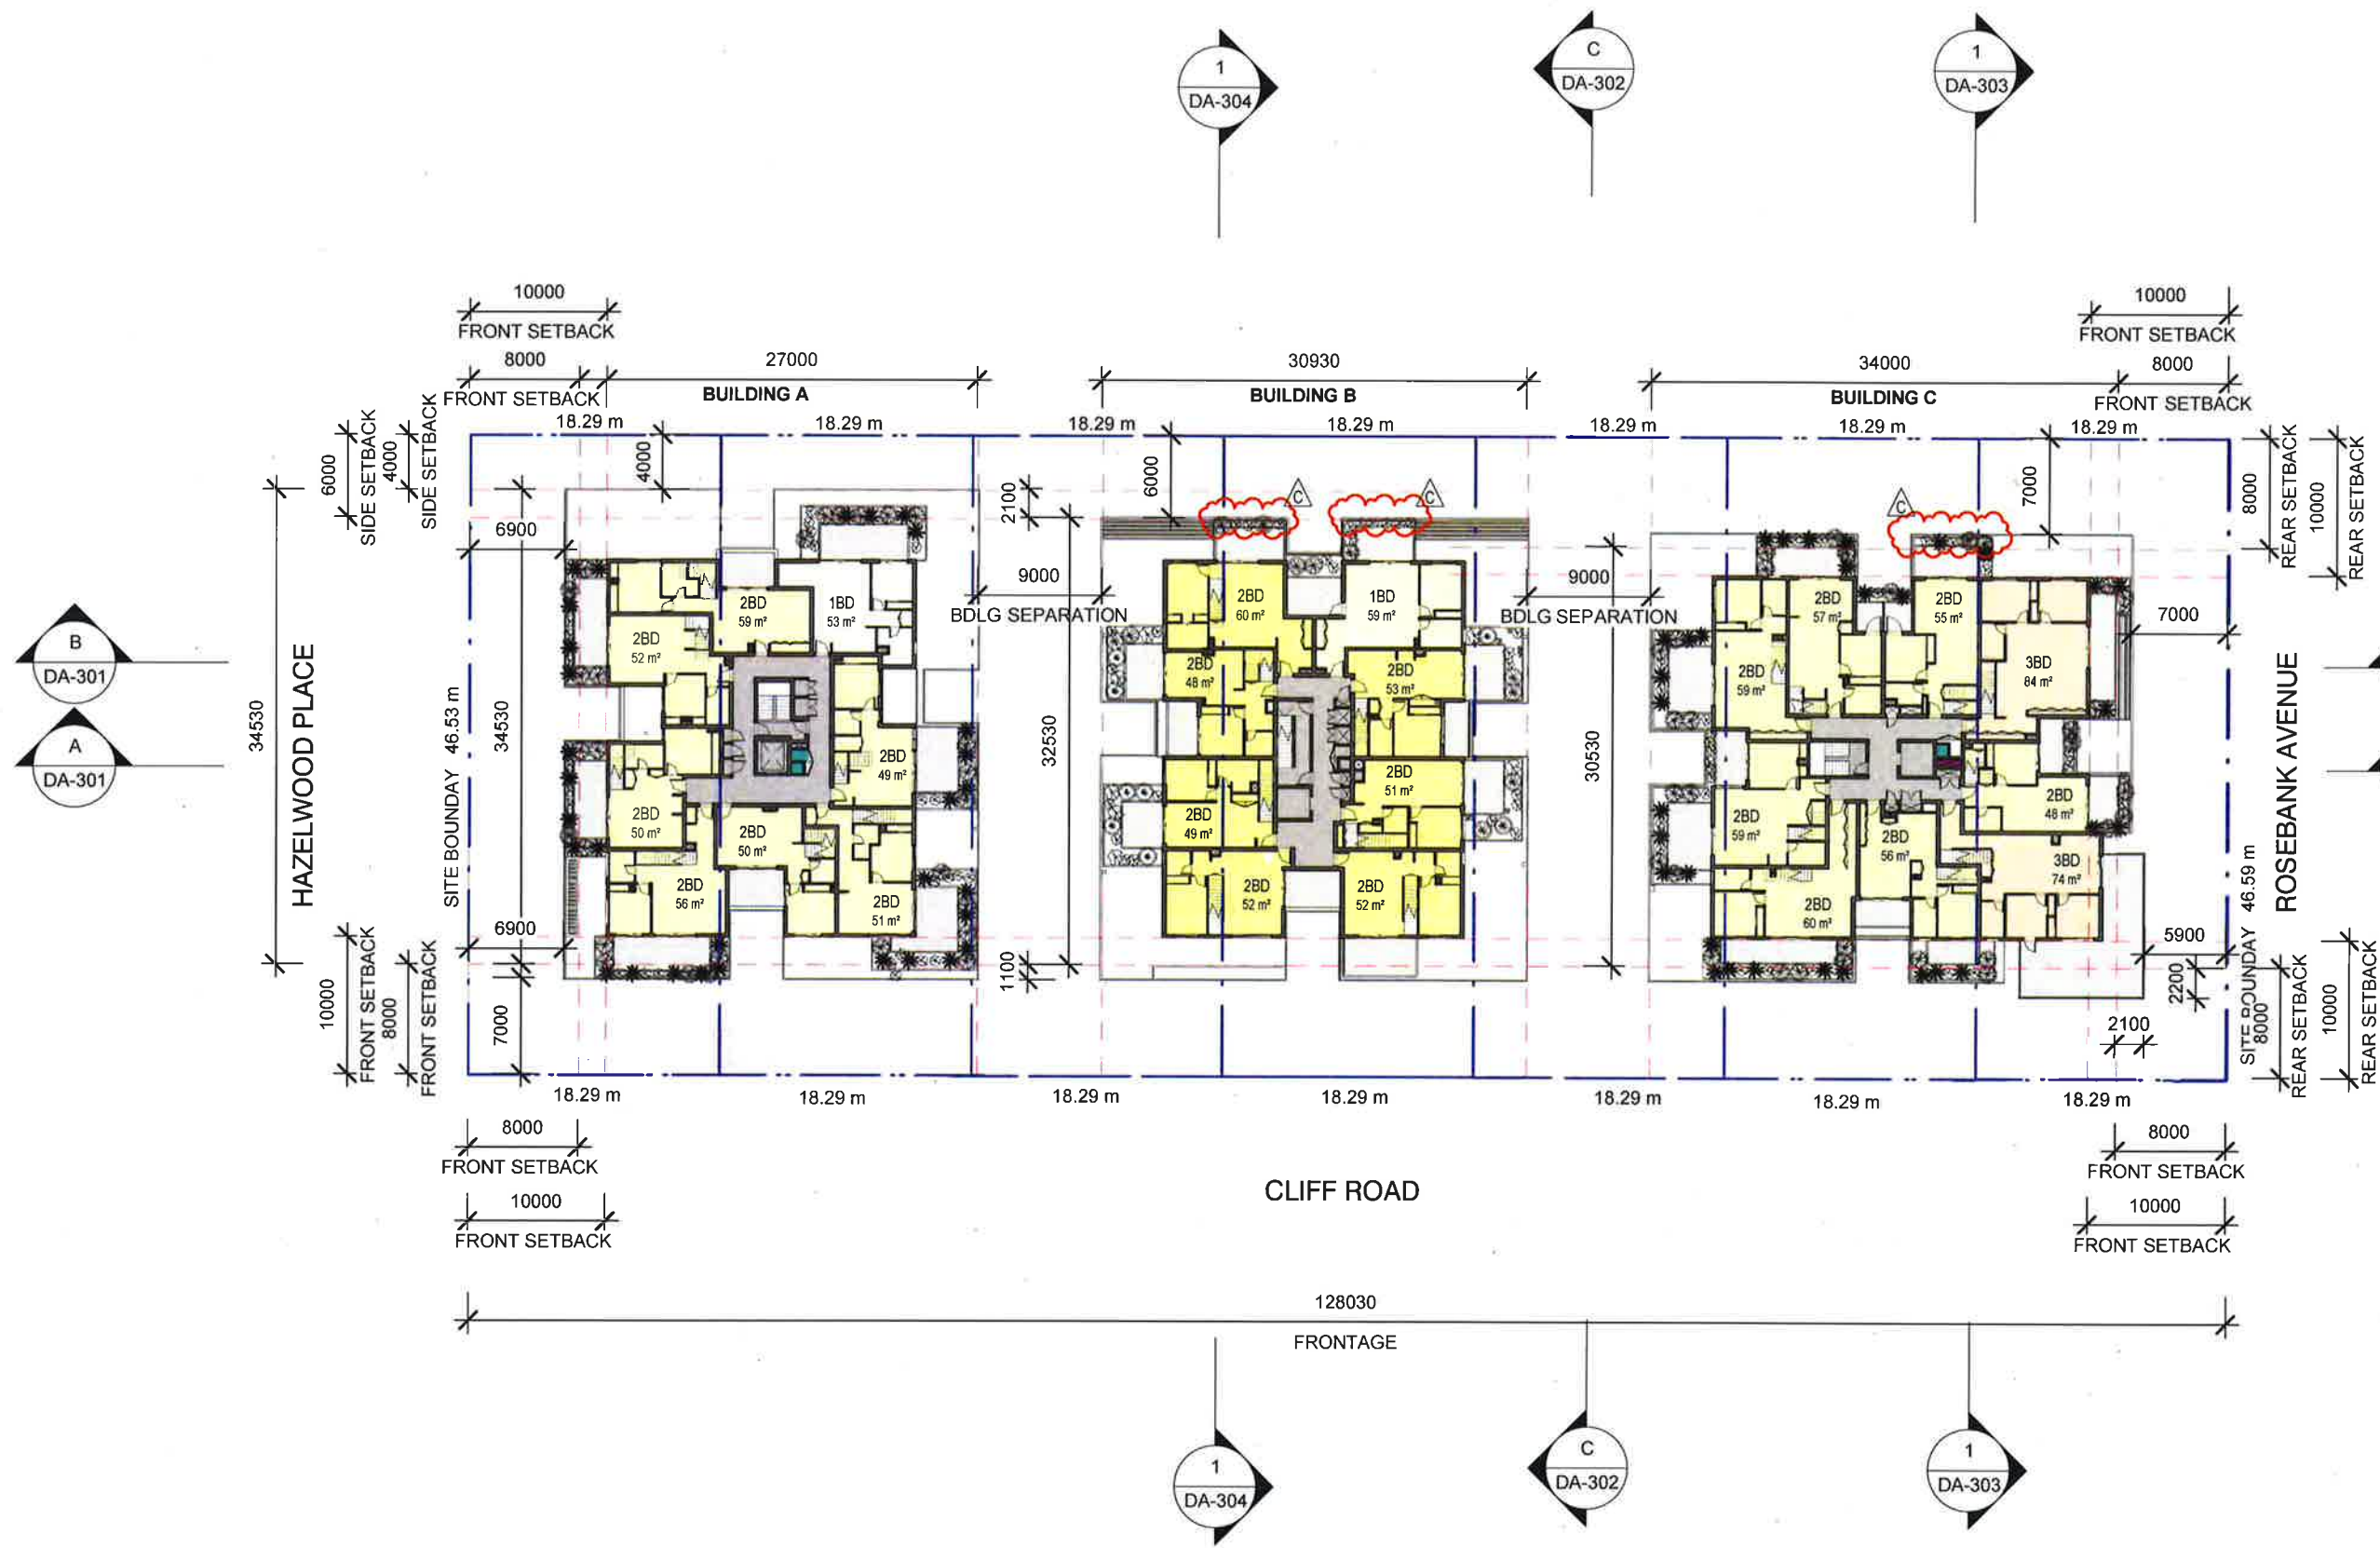 1
DA-304
C
DA-302
1
DA-303
10000
FRONT SETBACK
10000
FRONT SETBACK
8000
FRONT SETBACK
27000
BUILDING A
30930
BUILDING B
34000
BUILDING C
8000
FRONT SETBACK
18.29 m
18.29 m
18.29 m
18.29 m
18.29 m
18.29 m
18.29 m
6000
SIDE SETBACK
4000
SIDE SETBACK
4000
6900
2100
6000
C
C
C
7000
8000
REAR SETBACK
10000
REAR SETBACK
9000
BDLG SEPARATION
9000
BDLG SEPARATION
7000
B
DA-301
A
DA-301
34530
HAZELWOOD PLACE
SITE BOUNDAY 46.53 m
34530
2BD
59 m²
1BD
53 m²
2BD
52 m²
2BD
49 m²
2BD
50 m²
2BD
50 m²
2BD
56 m²
2BD
51 m²
32530
2BD
60 m²
1BD
59 m²
2BD
48 m²
2BD
53 m²
2BD
51 m²
2BD
49 m²
2BD
52 m²
2BD
52 m²
30530
2BD
57 m²
2BD
55 m²
2BD
59 m²
3BD
84 m²
2BD
59 m²
2BD
56 m²
2BD
48 m²
3BD
74 m²
2BD
60 m²
ROSEBANK AVENUE
SITE BOUNDAY 46.59 m
6900
10000
FRONT SETBACK
8000
FRONT SETBACK
7000
1100
5900
2200
2100
8000
REAR SETBACK
10000
REAR SETBACK
18.29 m
18.29 m
18.29 m
18.29 m
18.29 m
18.29 m
18.29 m
8000
FRONT SETBACK
10000
FRONT SETBACK
CLIFF ROAD
8000
FRONT SETBACK
10000
FRONT SETBACK
128030
FRONTAGE
1
DA-304
C
DA-302
1
DA-303